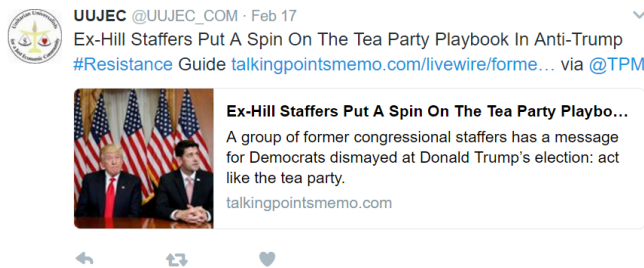 UUJEC @UUJEC_COM · Feb 17
Ex-Hill Staffers Put A Spin On The Tea Party Playbook In Anti-Trump
#Resistance Guide talkingpointsmemo.com/livewire/forme… via @TPM
Ex-Hill Staffers Put A Spin On The Tea Party Playbo...
A group of former congressional staffers has a message
for Democrats dismayed at Donald Trump's election: act
like the tea party.
talkingpointsmemo.com